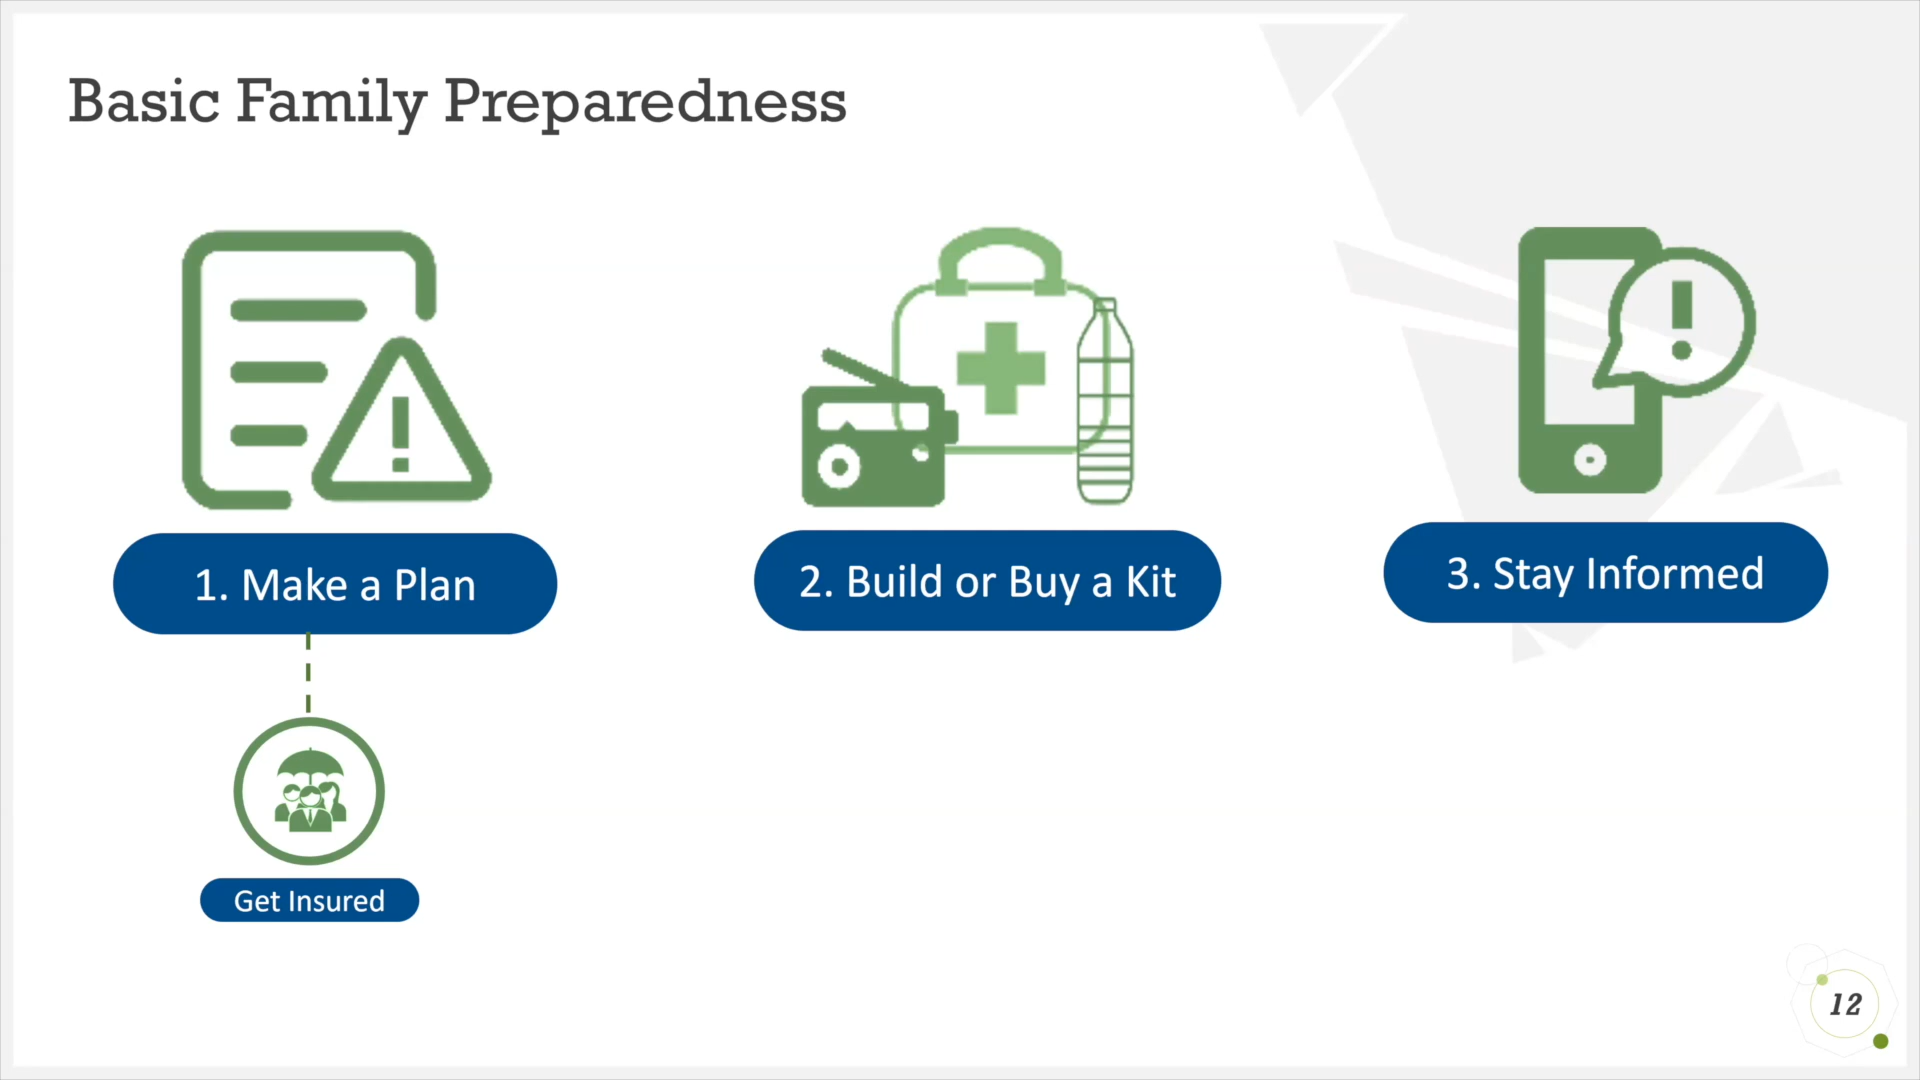 Basic Family Preparedness
1. Make a Plan
2. Build or Buy a Kit
3. Stay Informed
Get Insured
12